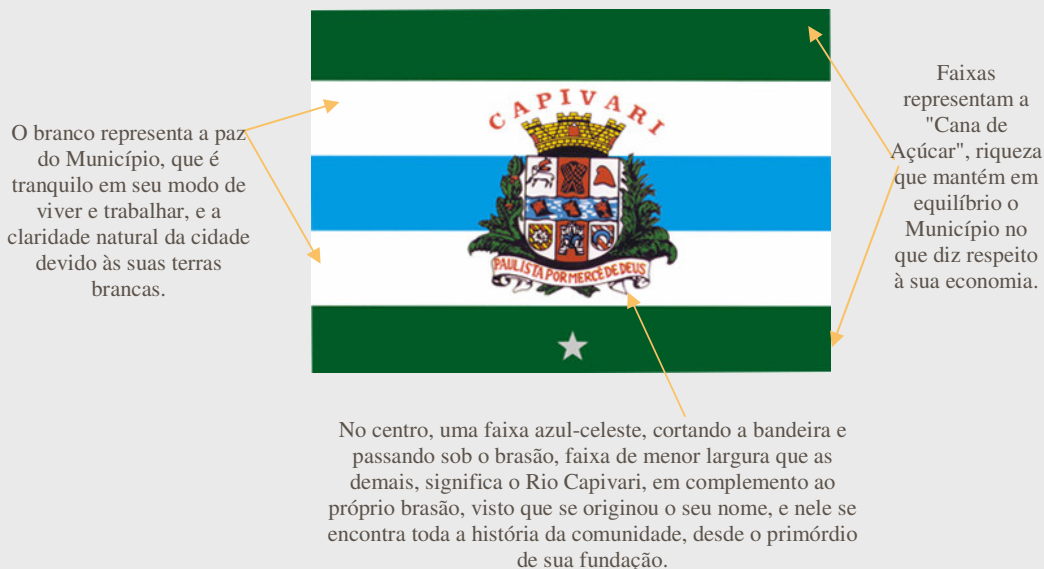 O branco representa a paz
do Município, que é
tranquilo em seu modo de
viver e trabalhar, e a
claridade natural da cidade
devido às suas terras
brancas.
CAPIVARI
PAULISTA POR MERCÊ DE DEUS
Faixas
representam a
"Cana de
Açúcar", riqueza
que mantém em
equilíbrio o
Município no
que diz respeito
à sua economia.
No centro, uma faixa azul-celeste, cortando a bandeira e
passando sob o brasão, faixa de menor largura que as
demais, significa o Rio Capivari, em complemento ao
próprio brasão, visto que se originou o seu nome, e nele se
encontra toda a história da comunidade, desde o primórdio
de sua fundação.